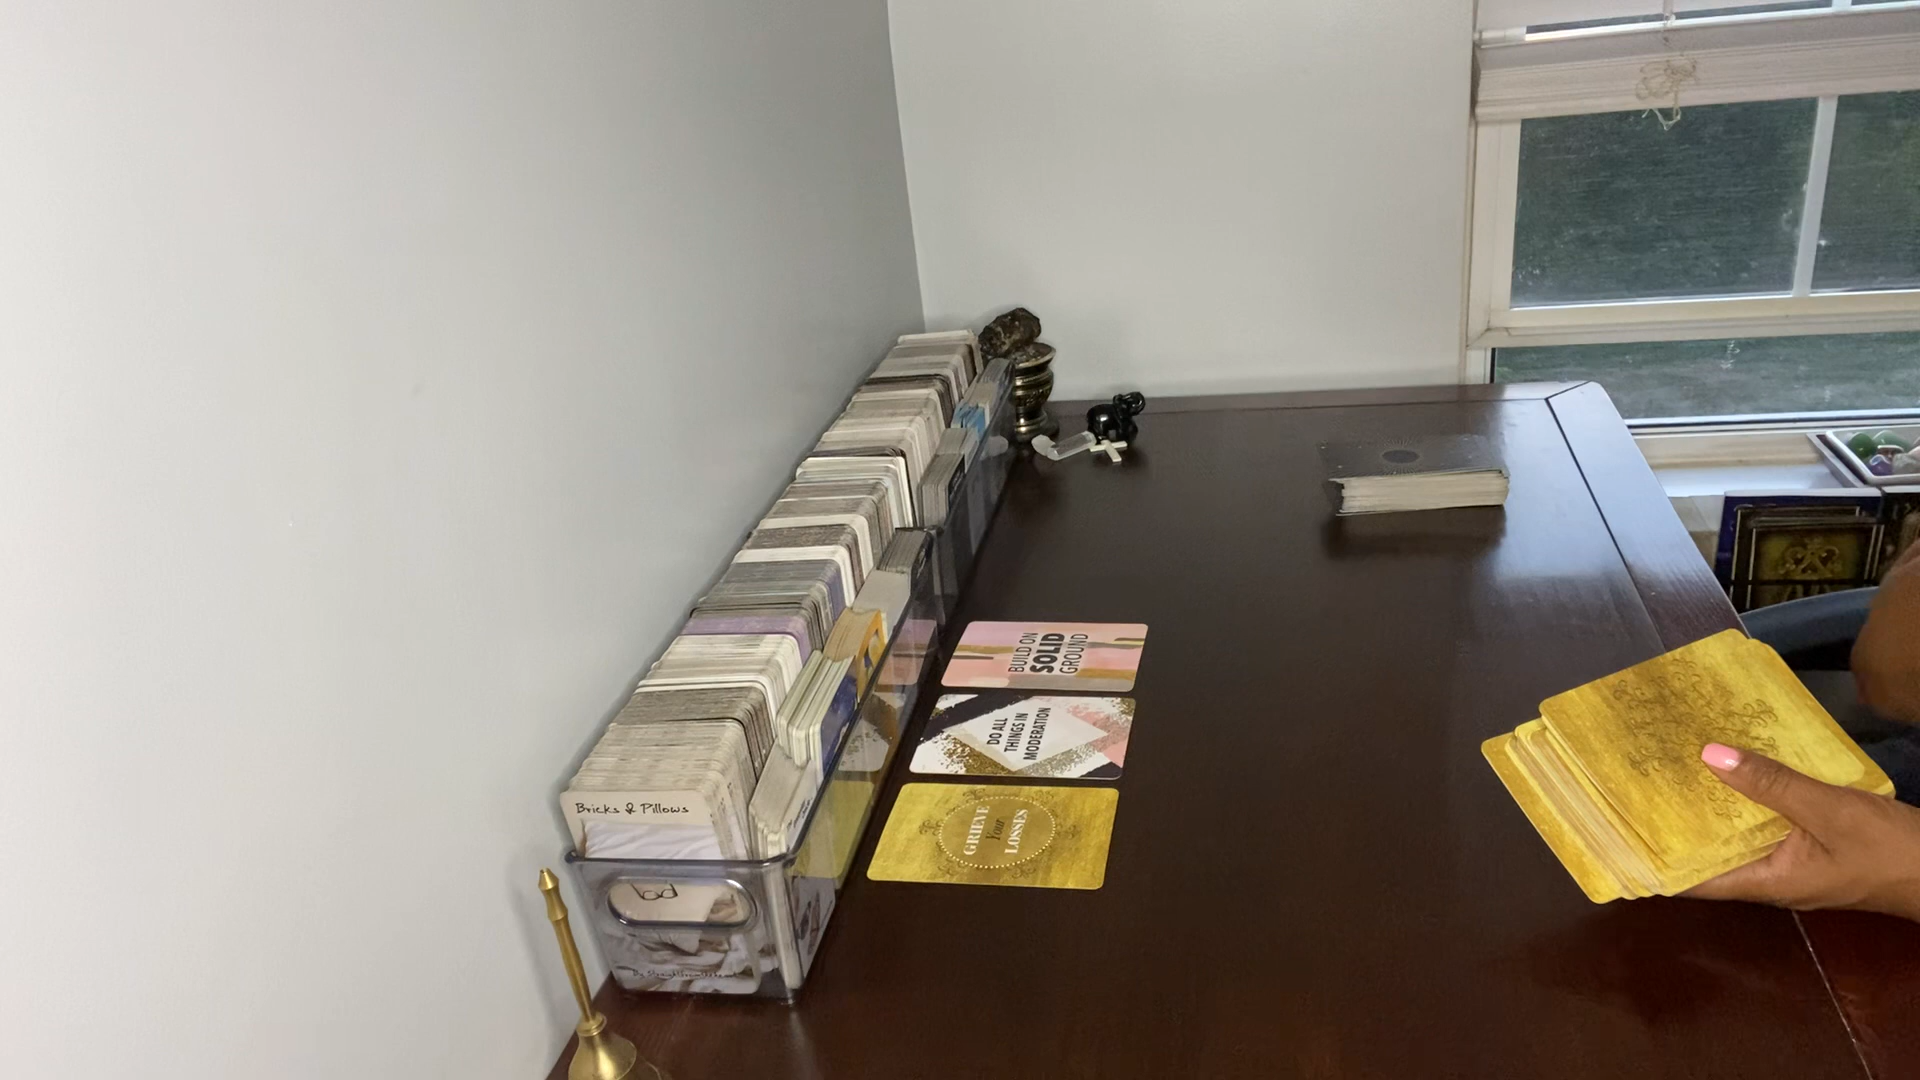 BUILD ON
SOLID
GROUND
DO ALL
THINGS IN
MODERATION
GRIEVE
Your
LOSSES
Bricks & Pillows